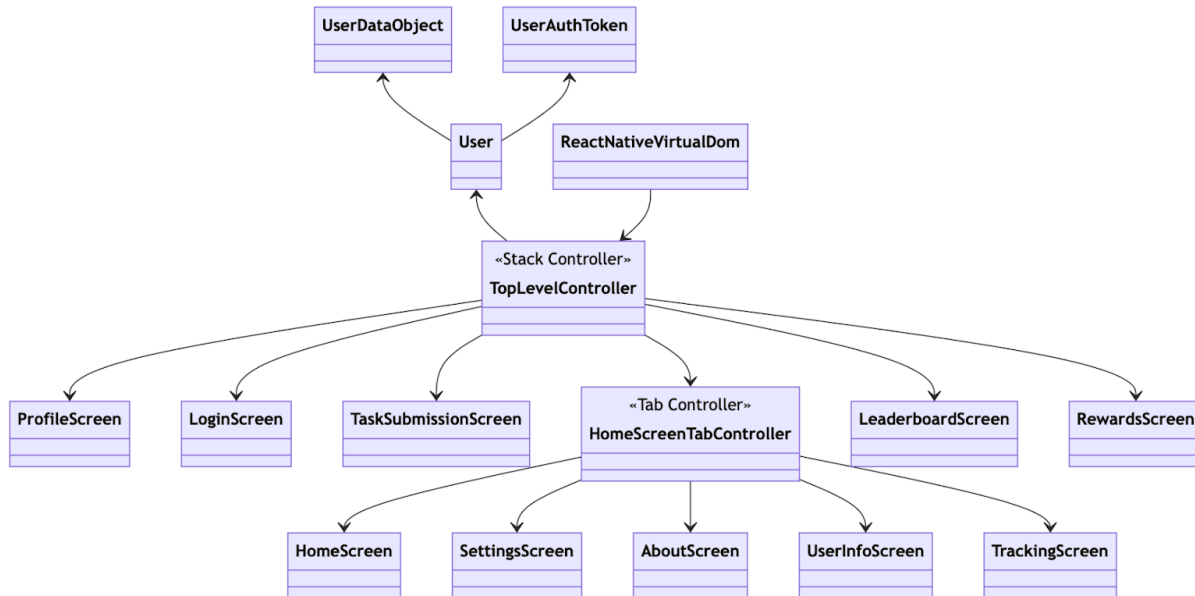 UserDataObject
UserAuthToken
User
ReactNativeVirtualDom
«Stack Controller»
TopLevelController
ProfileScreen
LoginScreen
TaskSubmissionScreen
«Tab Controller»
HomeScreenTabController
LeaderboardScreen
RewardsScreen
HomeScreen
SettingsScreen
AboutScreen
UserInfoScreen
TrackingScreen